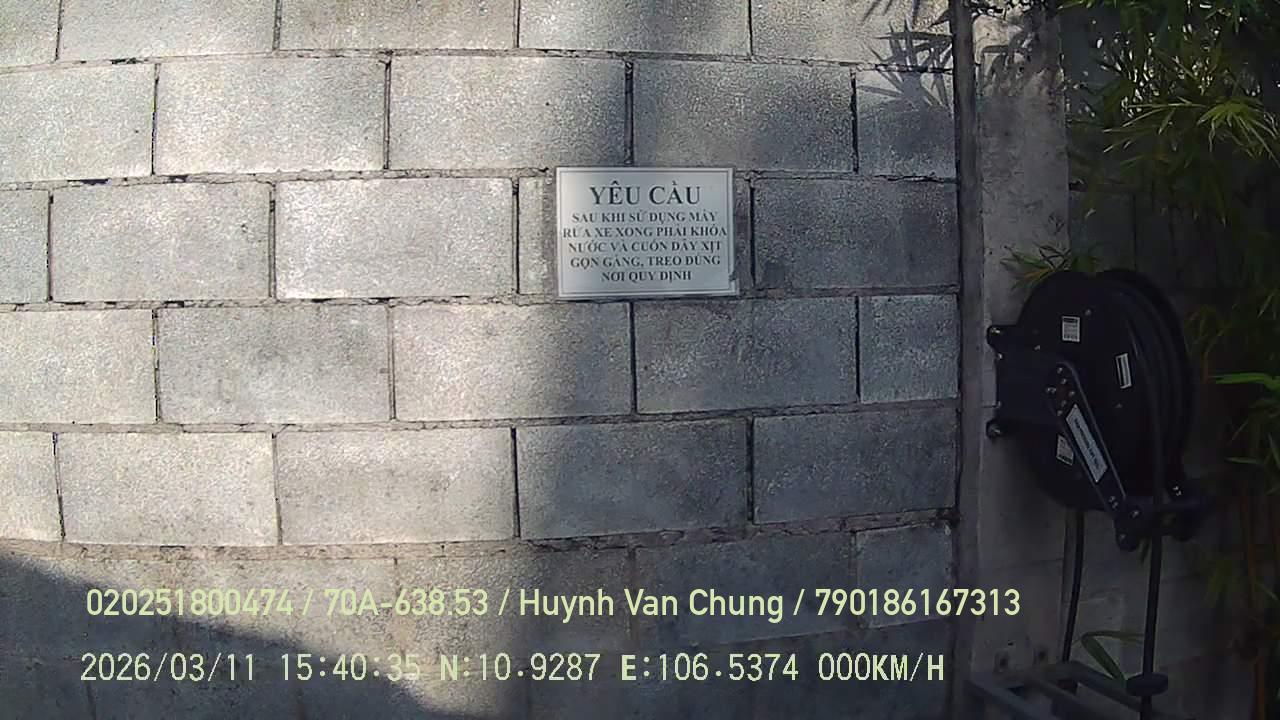 YÊU CẦU
SAU KHI SỬ DỤNG MÁY
RỬA XE XONG PHẢI KHÓA
NƯỚC VÀ CUỐN DÂY XỊT
GỌN GÀNG, TREO ĐÚNG
NƠI QUY ĐỊNH
020251800474 / 70A-638.53 / Huynh Van Chung / 790186167313
2026/03/11 15:40:35 N:10.9287 E:106.5374 000KM/H